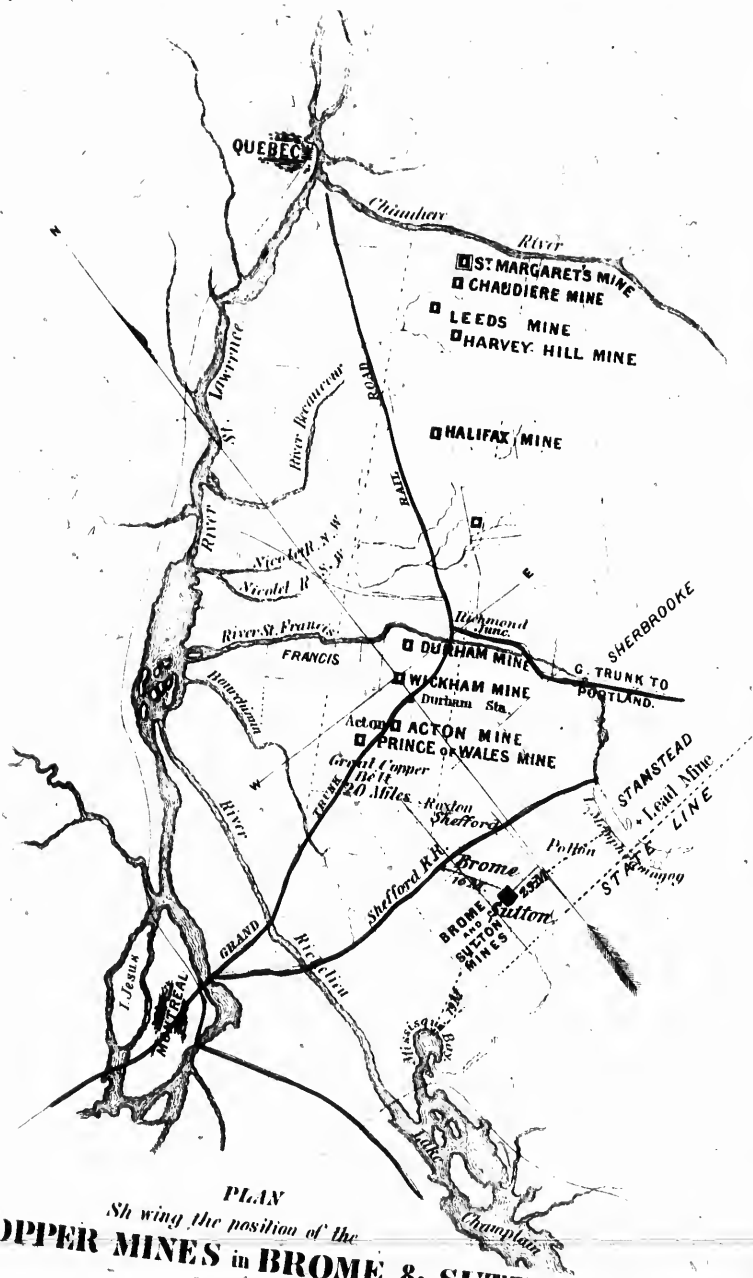 QUEBEC
Chaudiere River
ST MARGARET'S MINE
CHAUDIERE MINE
LEEDS MINE
HARVEY HILL MINE
N
River St. Lawrence
River Becancour
RAIL ROAD
HALIFAX MINE
Nicolet R. N. W
Nicolet R. S. W
E
Richmond
Junc.
SHERBROOKE
River St. Francis
FRANCIS
DURHAM MINE
G. TRUNK TO
PORTLAND.
WICKHAM MINE
Durham Sta.
Acton
ACTON MINE
PRINCE OF WALES MINE
W
Great Copper
Belt
20 Miles
Roxton
Shefford
STANSTEAD
Lead Mine
STATE LINE
Potton
GRAND TRUNK
Shefford R R
Brome
16 M.
Sutton
BROME
AND
SUTTON
MINES
River
Richelieu
I. Jesus
MONTREAL
Missisquoi Bay
Lake
Champlain
PLAN
Sh wing the position of the
OPPER MINES in BROME &